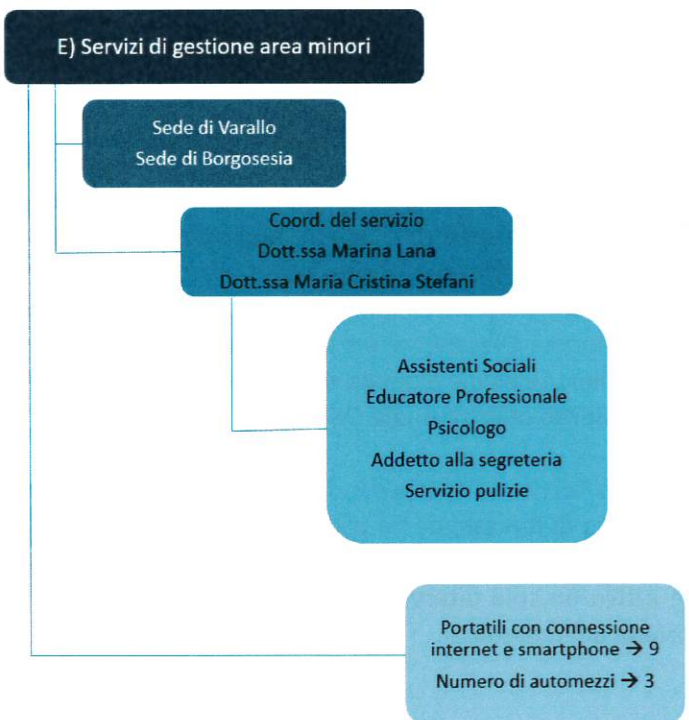 E) Servizi di gestione area minori
Sede di Varallo
Sede di Borgosesia
Coord. del servizio
Dott.ssa Marina Lana
Dott.ssa Maria Cristina Stefani
Assistenti Sociali
Educatore Professionale
Psicologo
Addetto alla segreteria
Servizio pulizie
Portatili con connessione
internet e smartphone → 9
Numero di automezzi → 3